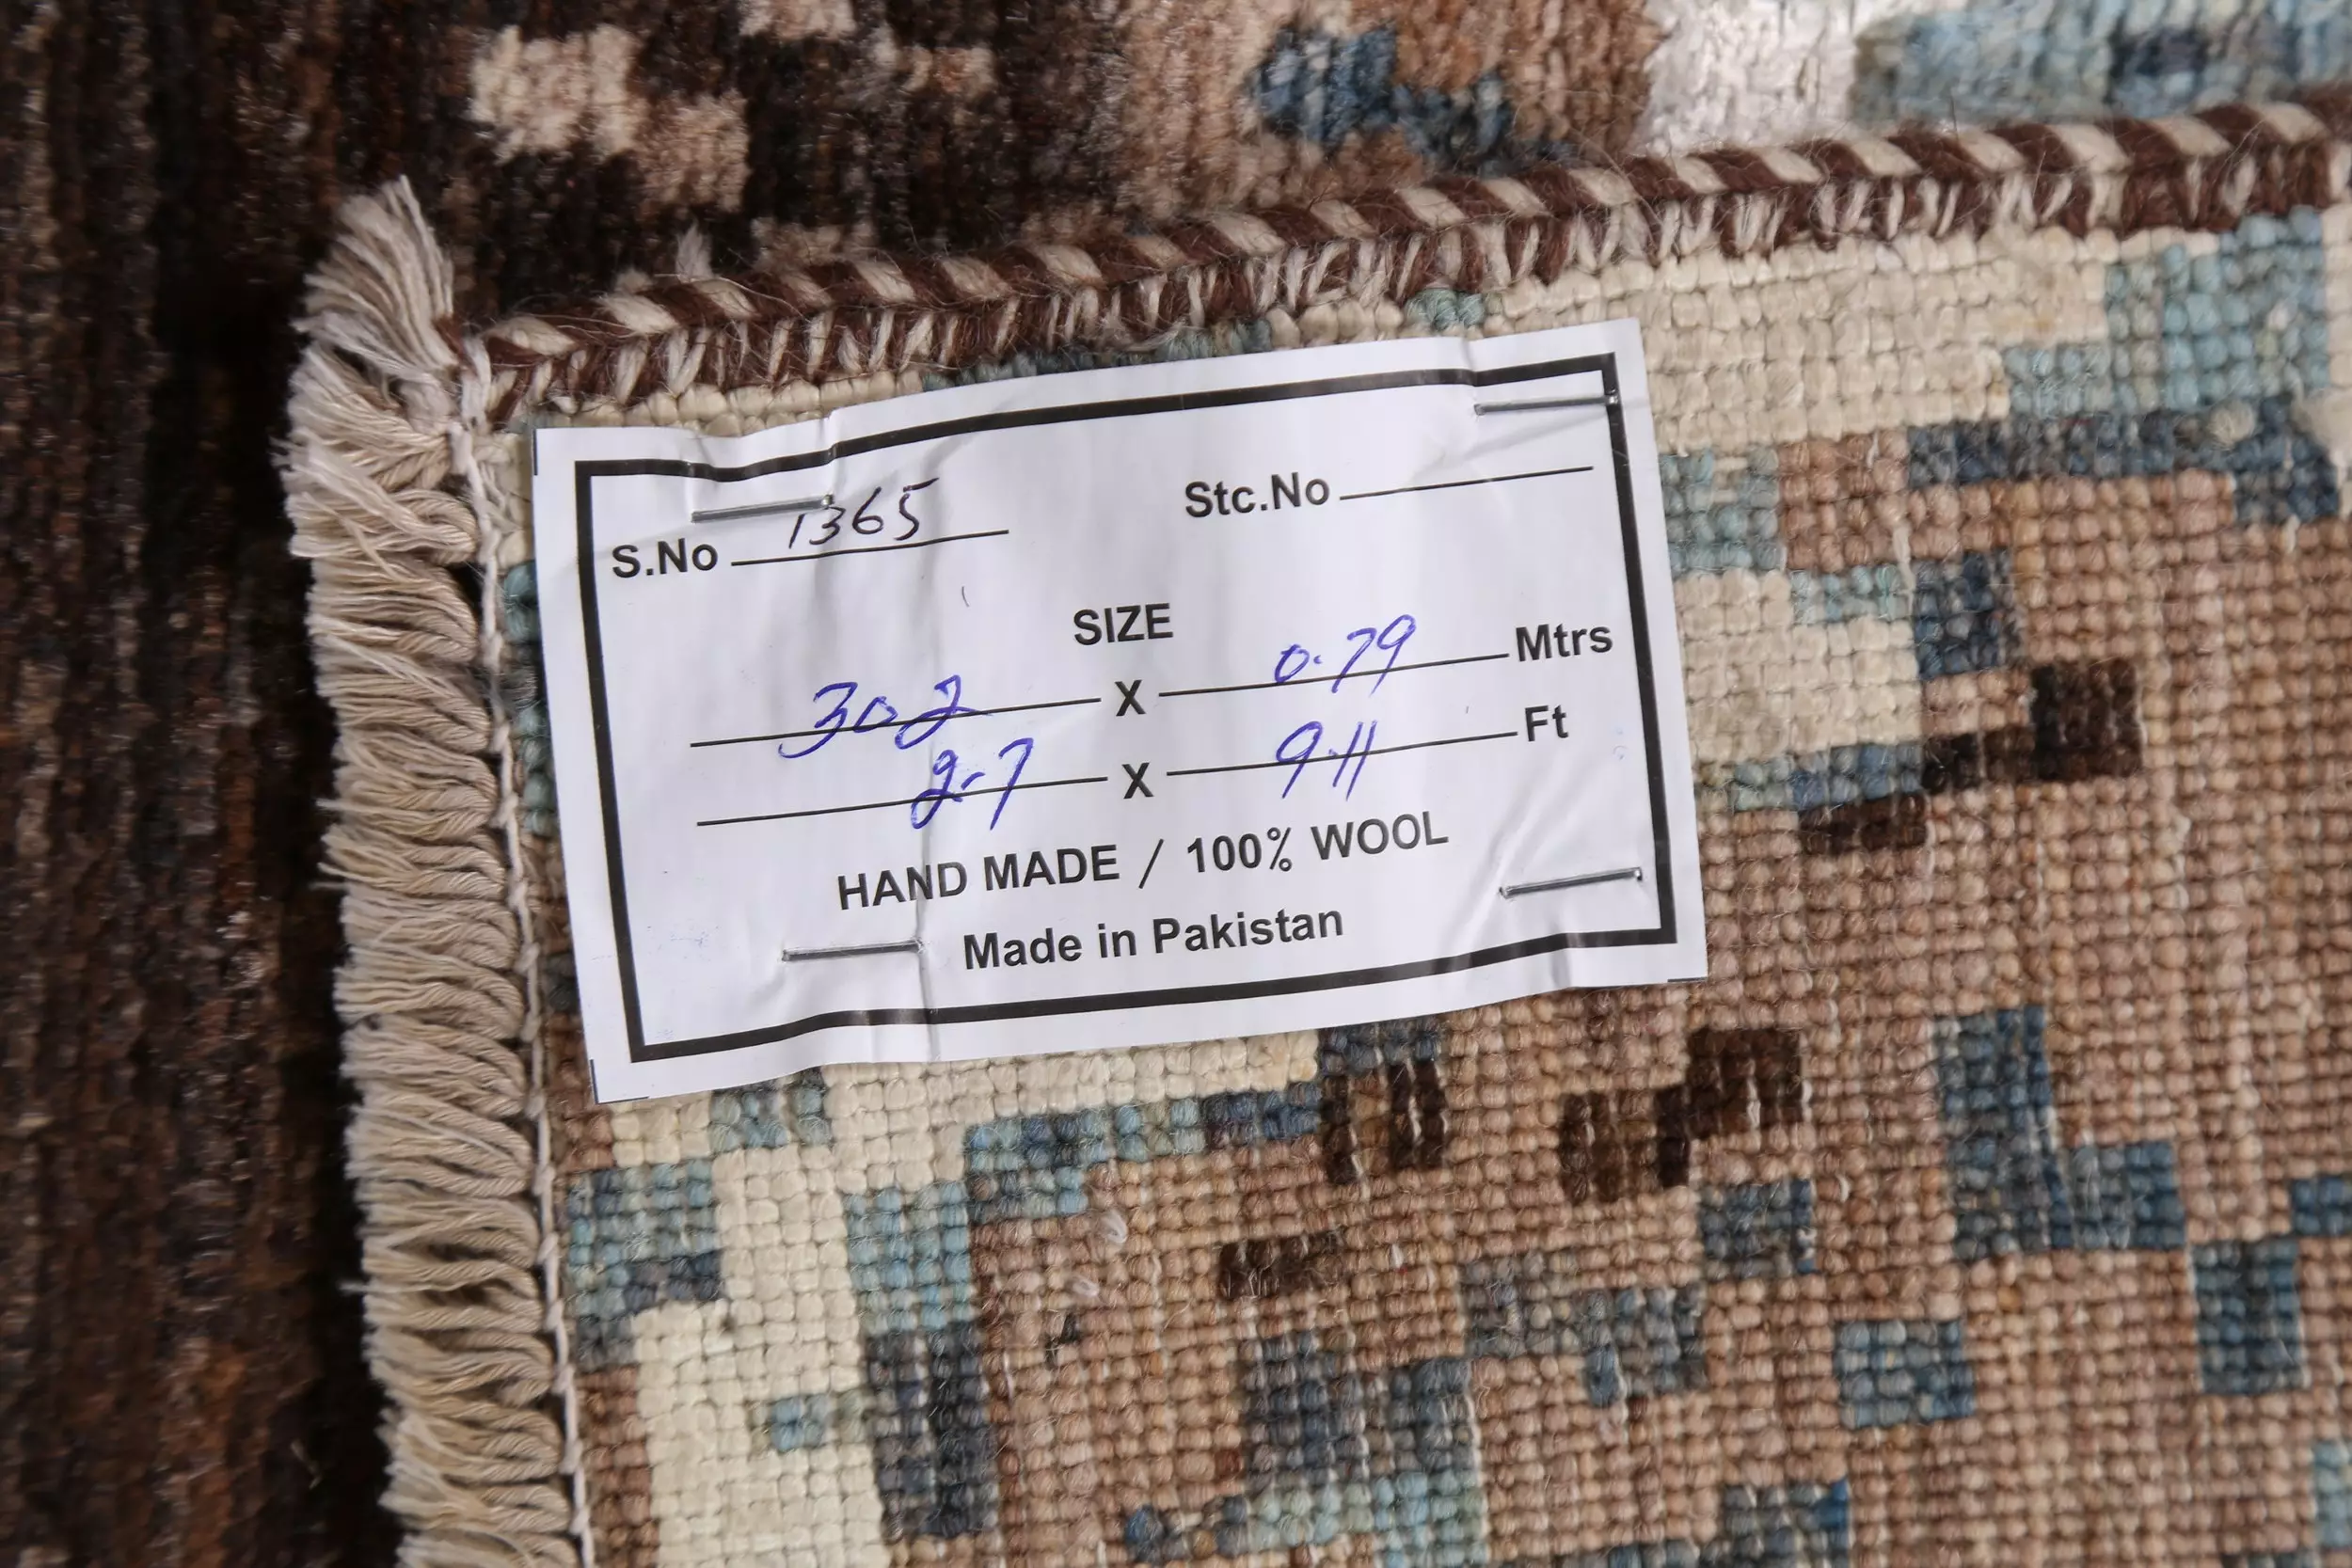 S.No 1365 Stc.No
SIZE
302 X 0.79 Mtrs
2.7 X 9.11 Ft
HAND MADE / 100% WOOL
Made in Pakistan